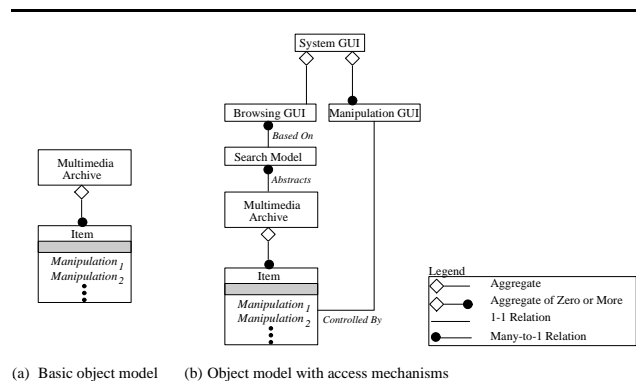 System GUI
Browsing GUI
Manipulation GUI
Based On
Search Model
Abstracts
Multimedia
Archive
Item
Manipulation 1
Manipulation 2
Multimedia
Archive
Item
Manipulation 1
Manipulation 2
Controlled By
Legend
Aggregate
Aggregate of Zero or More
1-1 Relation
Many-to-1 Relation
(a) Basic object model
(b) Object model with access mechanisms